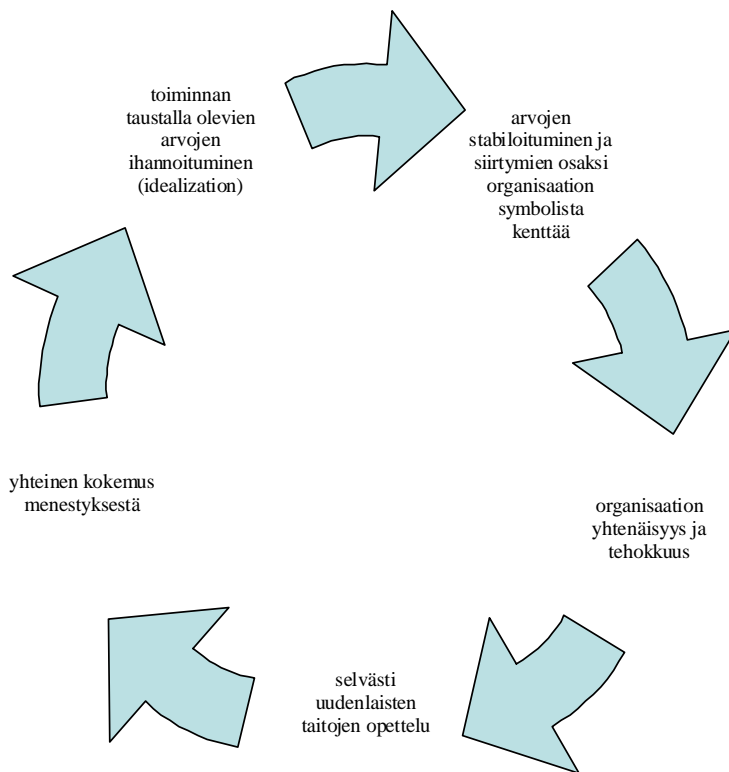 toiminnan
taustalla olevien
arvojen
ihannoituminen
(idealization)
arvojen
stabiloituminen ja
siirtymien osaksi
organisaation
symbolista
kenttää
organisaation
yhtenäisyys ja
tehokkuus
selvästi
uudenlaisten
taitojen opettelu
yhteinen kokemus
menestyksestä